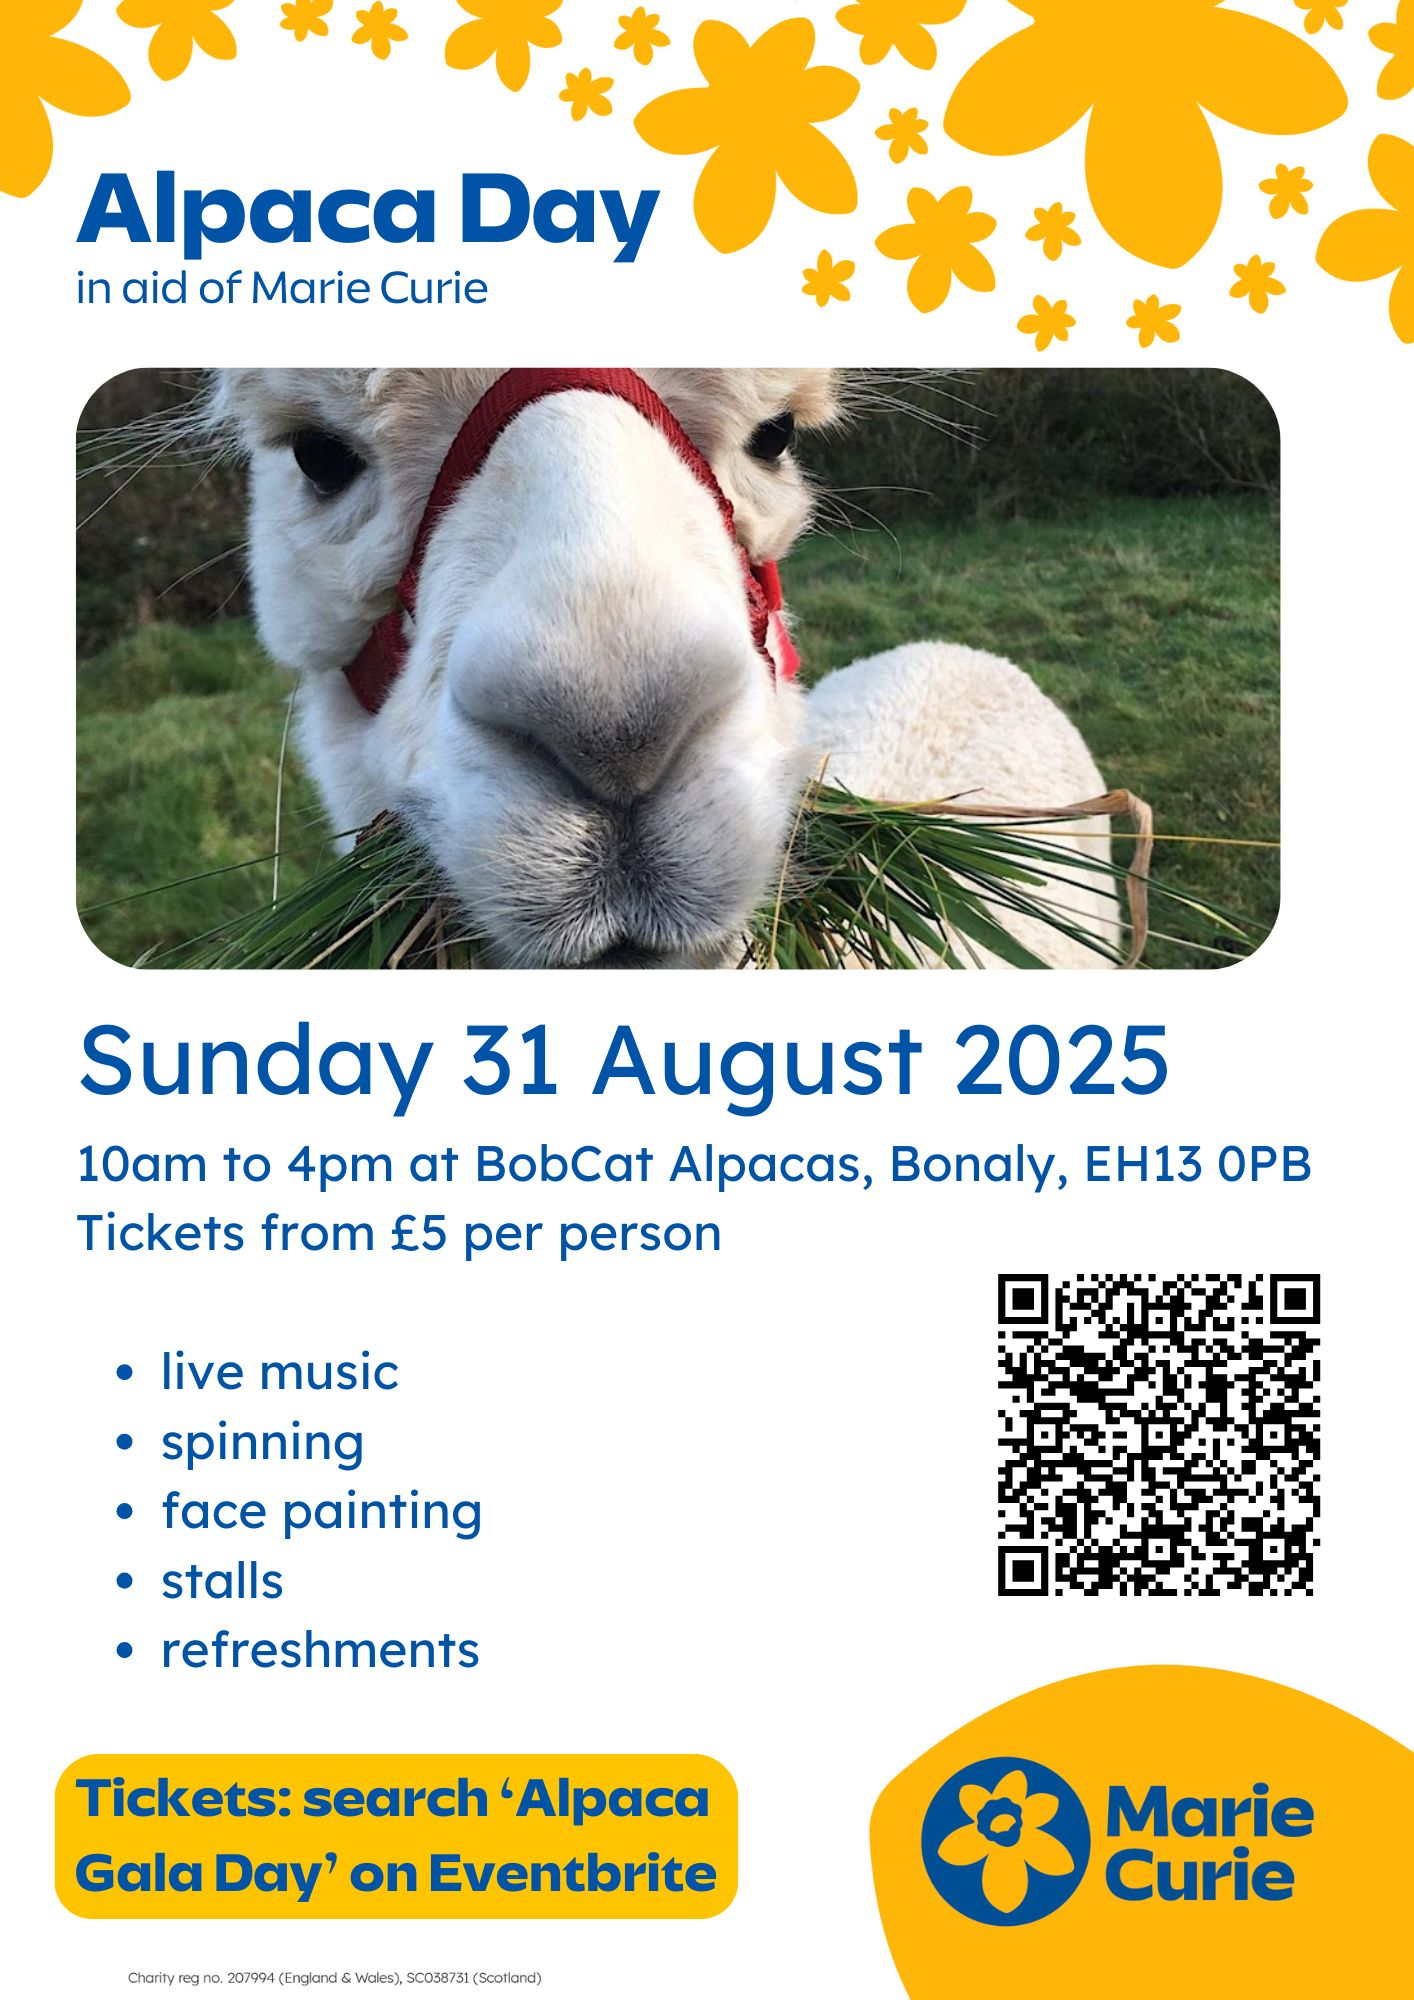 Alpaca Day
in aid of Marie Curie
Sunday 31 August 2025
10am to 4pm at BobCat Alpacas, Bonaly, EH13 0PB
Tickets from £5 per person
• live music
• spinning
• face painting
• stalls
• refreshments
Tickets: search ‘Alpaca
Gala Day’ on Eventbrite
Marie
Curie
Charity reg no. 207994 (England & Wales), SC038731 (Scotland)